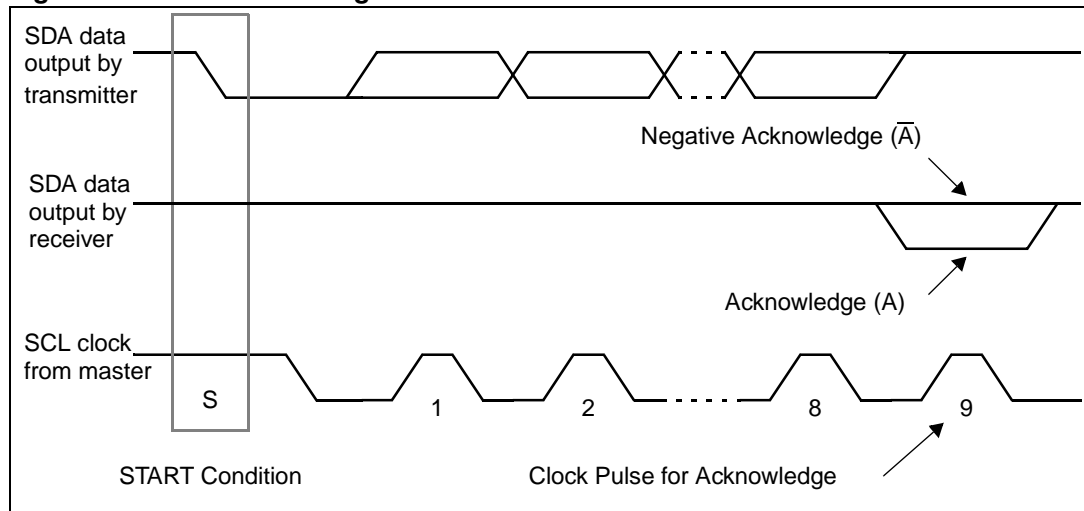 SDA data
output by
transmitter
Negative Acknowledge (A̅)
SDA data
output by
receiver
Acknowledge (A)
SCL clock
from master
S
1
2
8
9
START Condition
Clock Pulse for Acknowledge